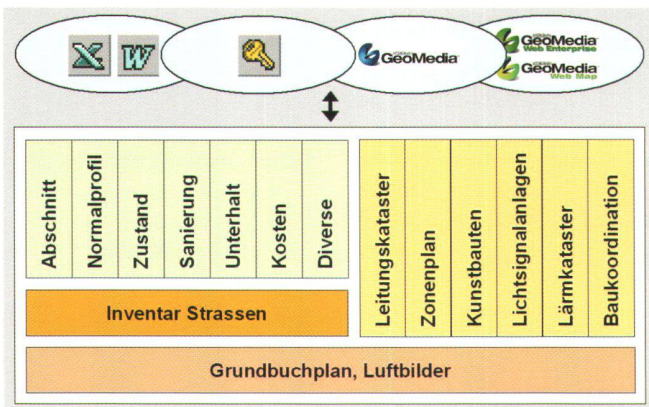 X W
GeoMedia
GeoMedia
Web Enterprise
GeoMedia
Web Map
Abschnitt
Normalprofil
Zustand
Sanierung
Unterhalt
Kosten
Diverse
Leitungskataster
Zonenplan
Kunstbauten
Lichtsignalanlagen
Lärmkataster
Baukoordination
Inventar Strassen
Grundbuchplan, Luftbilder